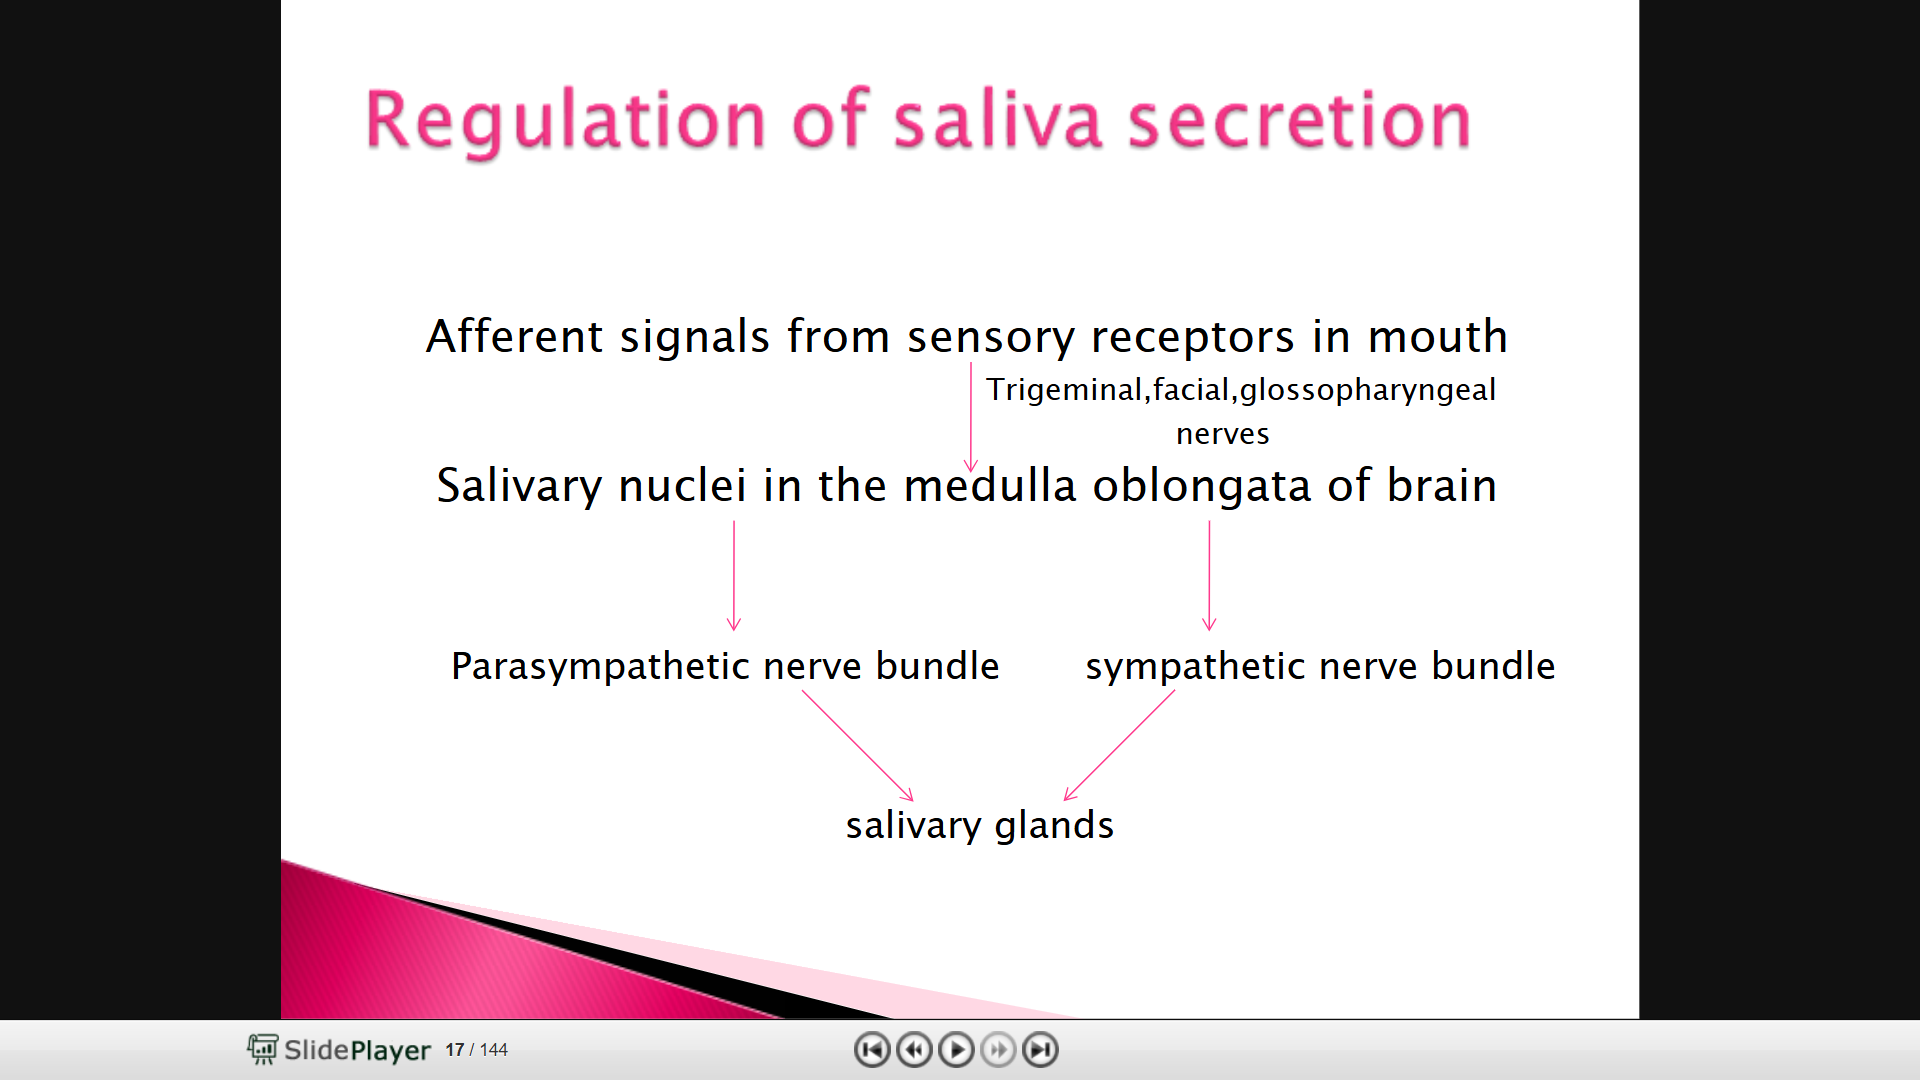 Regulation of saliva secretion
Afferent signals from sensory receptors in mouth
Trigeminal,facial,glossopharyngeal
nerves
Salivary nuclei in the medulla oblongata of brain
Parasympathetic nerve bundle sympathetic nerve bundle
salivary glands
SlidePlayer 17 / 144